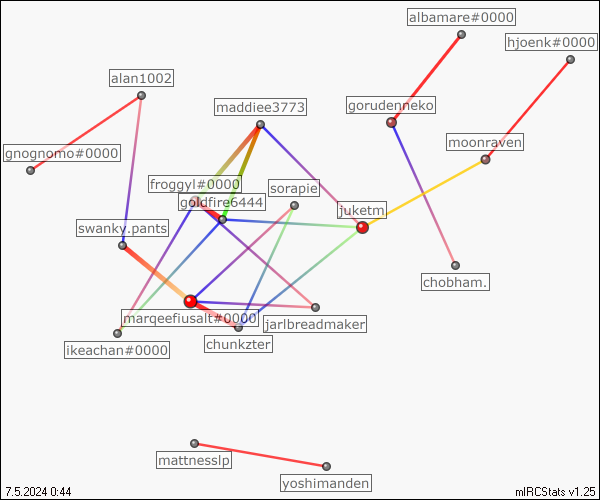 albamare#0000
hjoenk#0000
alan1002
maddiee3773
gorudenneko
moonraven
gnognomo#0000
froggyl#0000
sorapie
goldfire6444
juketm
swanky.pants
chobham.
marqeefiusalt#0000
jarlbreadmaker
ikeachan#0000
chunkzter
mattnesslp
yoshimanden
7.5.2024 0:44
mIRCStats v1.25